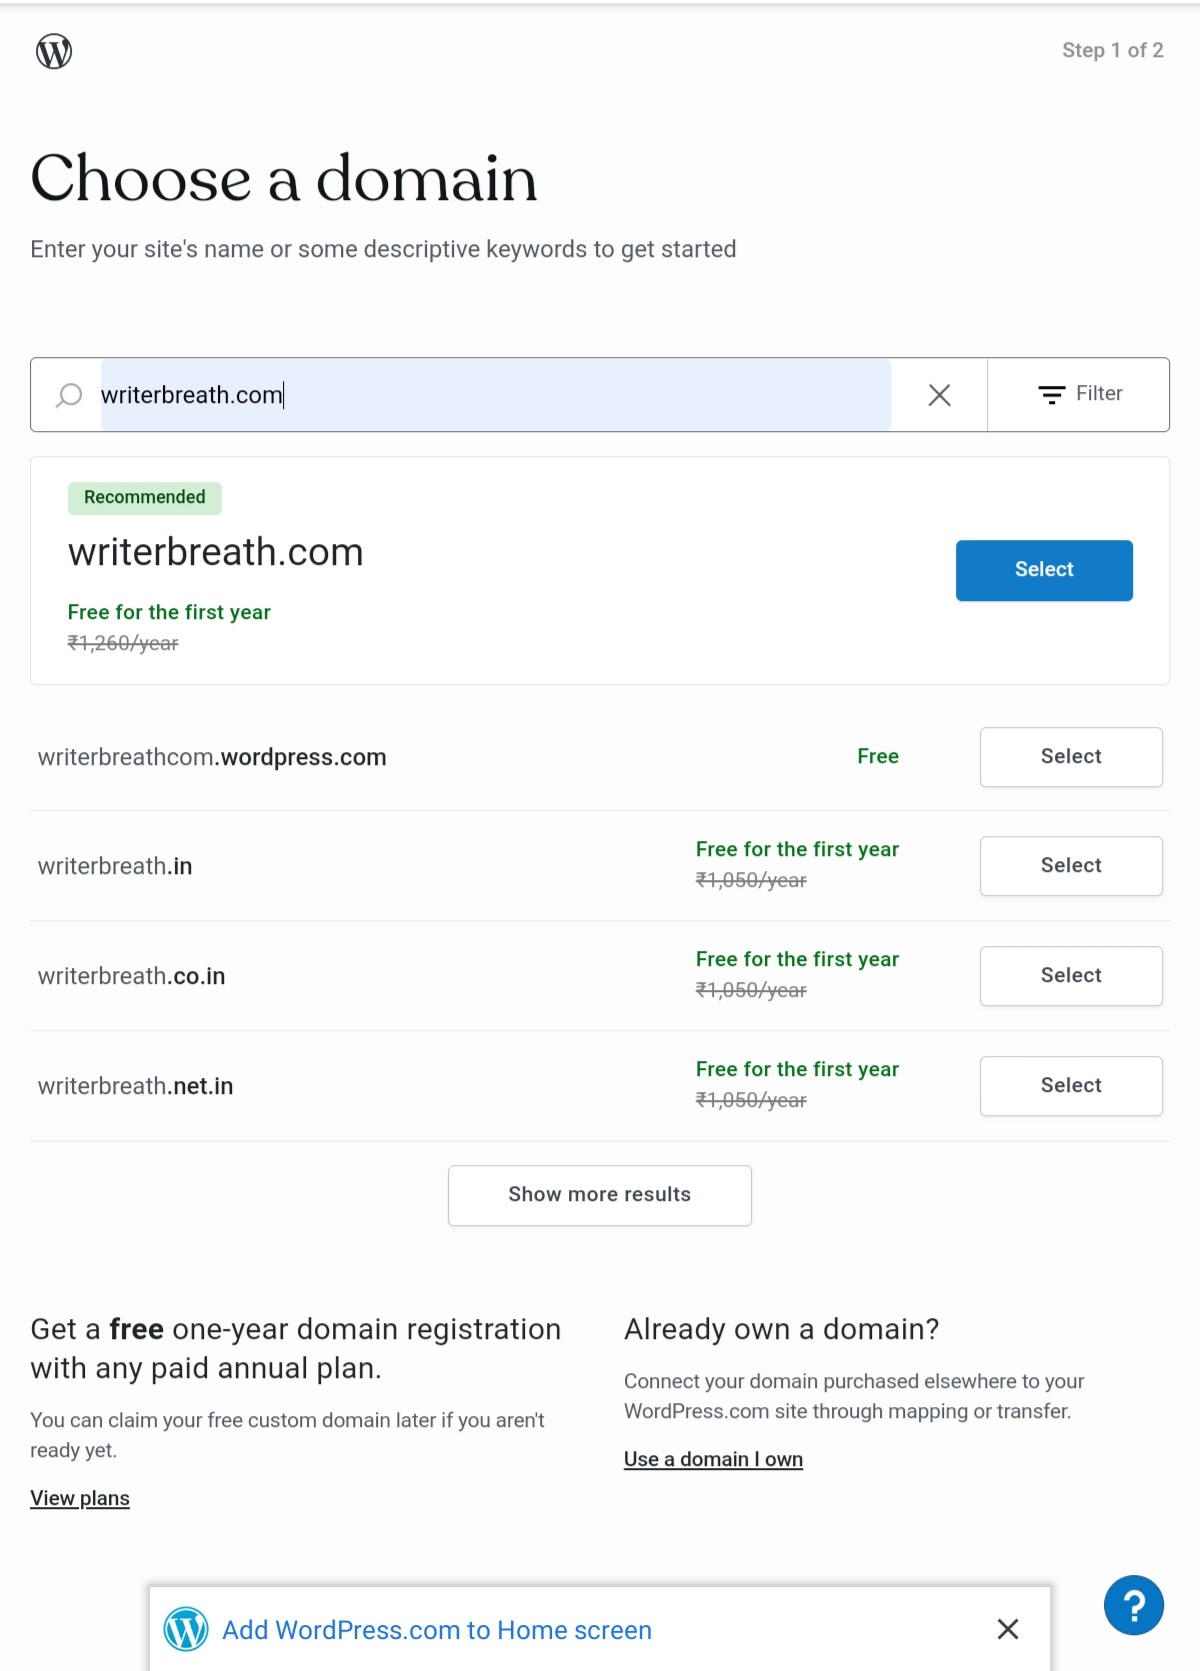 Step 1 of 2
Choose a domain
Enter your site's name or some descriptive keywords to get started
writerbreath.com
Filter
Recommended
writerbreath.com
Select
Free for the first year
₹1,260/year
writerbreathcom.wordpress.com
Free
Select
writerbreath.in
Free for the first year
₹1,050/year
Select
writerbreath.co.in
Free for the first year
₹1,050/year
Select
writerbreath.net.in
Free for the first year
₹1,050/year
Select
Show more results
Get a free one-year domain registration
with any paid annual plan.
You can claim your free custom domain later if you aren't
ready yet.
View plans
Already own a domain?
Connect your domain purchased elsewhere to your
WordPress.com site through mapping or transfer.
Use a domain I own
Add WordPress.com to Home screen